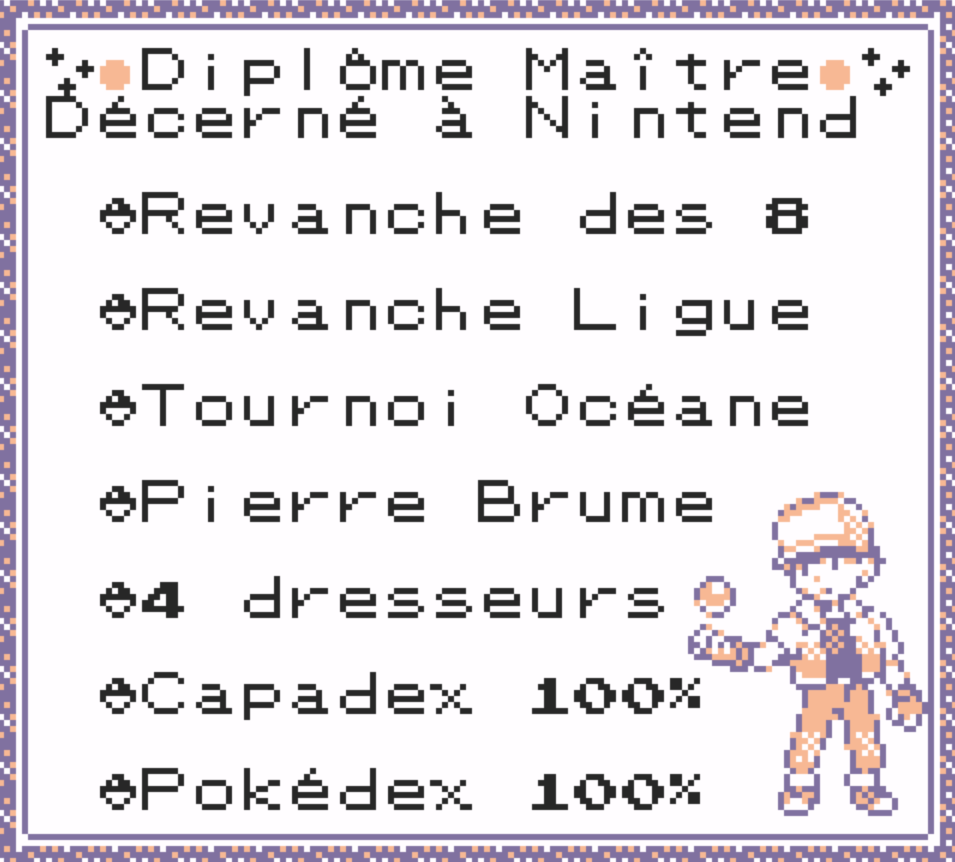 Diplôme Maître
Décerné à Nintend
Revanche des 8
Revanche Ligue
Tournoi Océane
Pierre Brume
4 dresseurs
Capadex 100%
Pokédex 100%